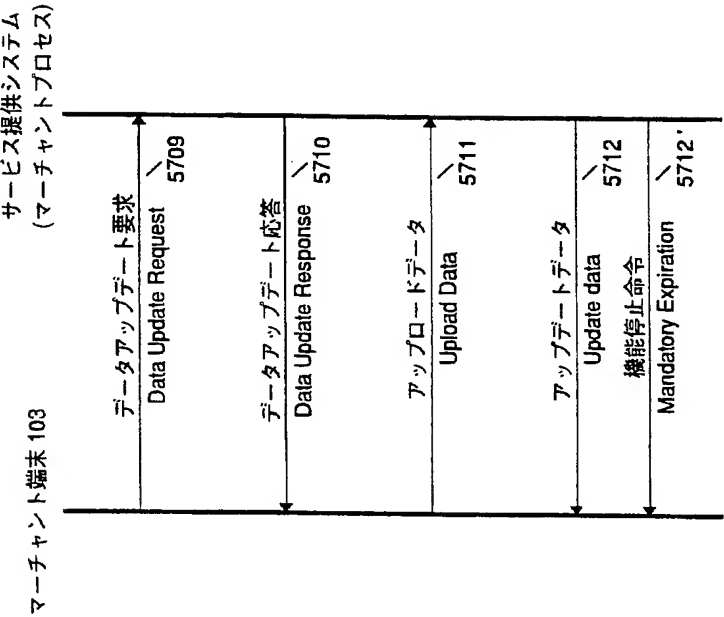 サービス提供システム
(マーチャントプロセス)
マーチャント端末 103
データアップデート要求
Data Update Request
5709
データアップデート応答
Data Update Response
5710
アップロードデータ
Upload Data
5711
アップデートデータ
Update data
5712
機能停止命令
Mandatory Expiration
5712'